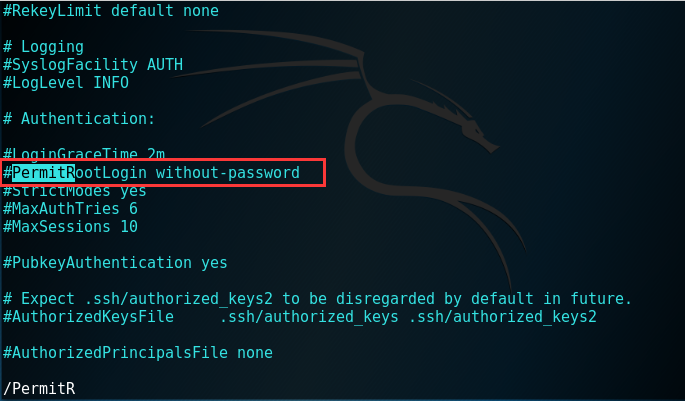 #RekeyLimit default none
# Logging
#SyslogFacility AUTH
#LogLevel INFO
# Authentication:
#LoginGraceTime 2m
#PermitRootLogin without-password
#StrictModes yes
#MaxAuthTries 6
#MaxSessions 10
#PubkeyAuthentication yes
# Expect .ssh/authorized_keys2 to be disregarded by default in future.
#AuthorizedKeysFile     .ssh/authorized_keys .ssh/authorized_keys2
#AuthorizedPrincipalsFile none
/PermitR